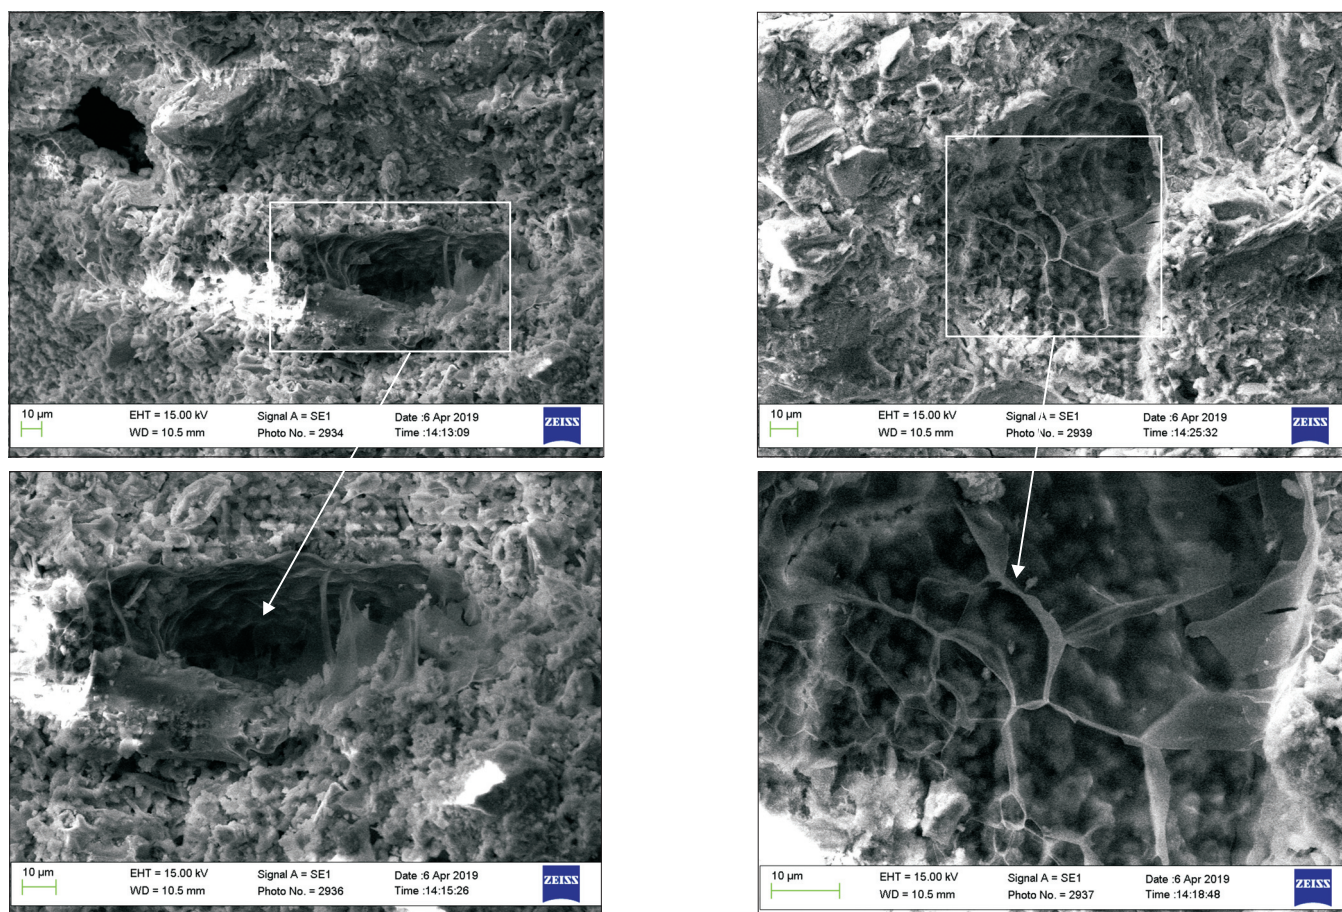 10 µm EHT = 15.00 kV Signal A = SE1 Date :6 Apr 2019 ZEISS
WD = 10.5 mm Photo No. = 2934 Time :14:13:09
10 µm EHT = 15.00 kV Signal A = SE1 Date :6 Apr 2019 ZEISS
WD = 10.5 mm Photo No. = 2939 Time :14:25:32
10 µm EHT = 15.00 kV Signal A = SE1 Date :6 Apr 2019 ZEISS
WD = 10.5 mm Photo No. = 2936 Time :14:15:26
10 µm EHT = 15.00 kV Signal A = SE1 Date :6 Apr 2019 ZEISS
WD = 10.5 mm Photo No. = 2937 Time :14:18:48